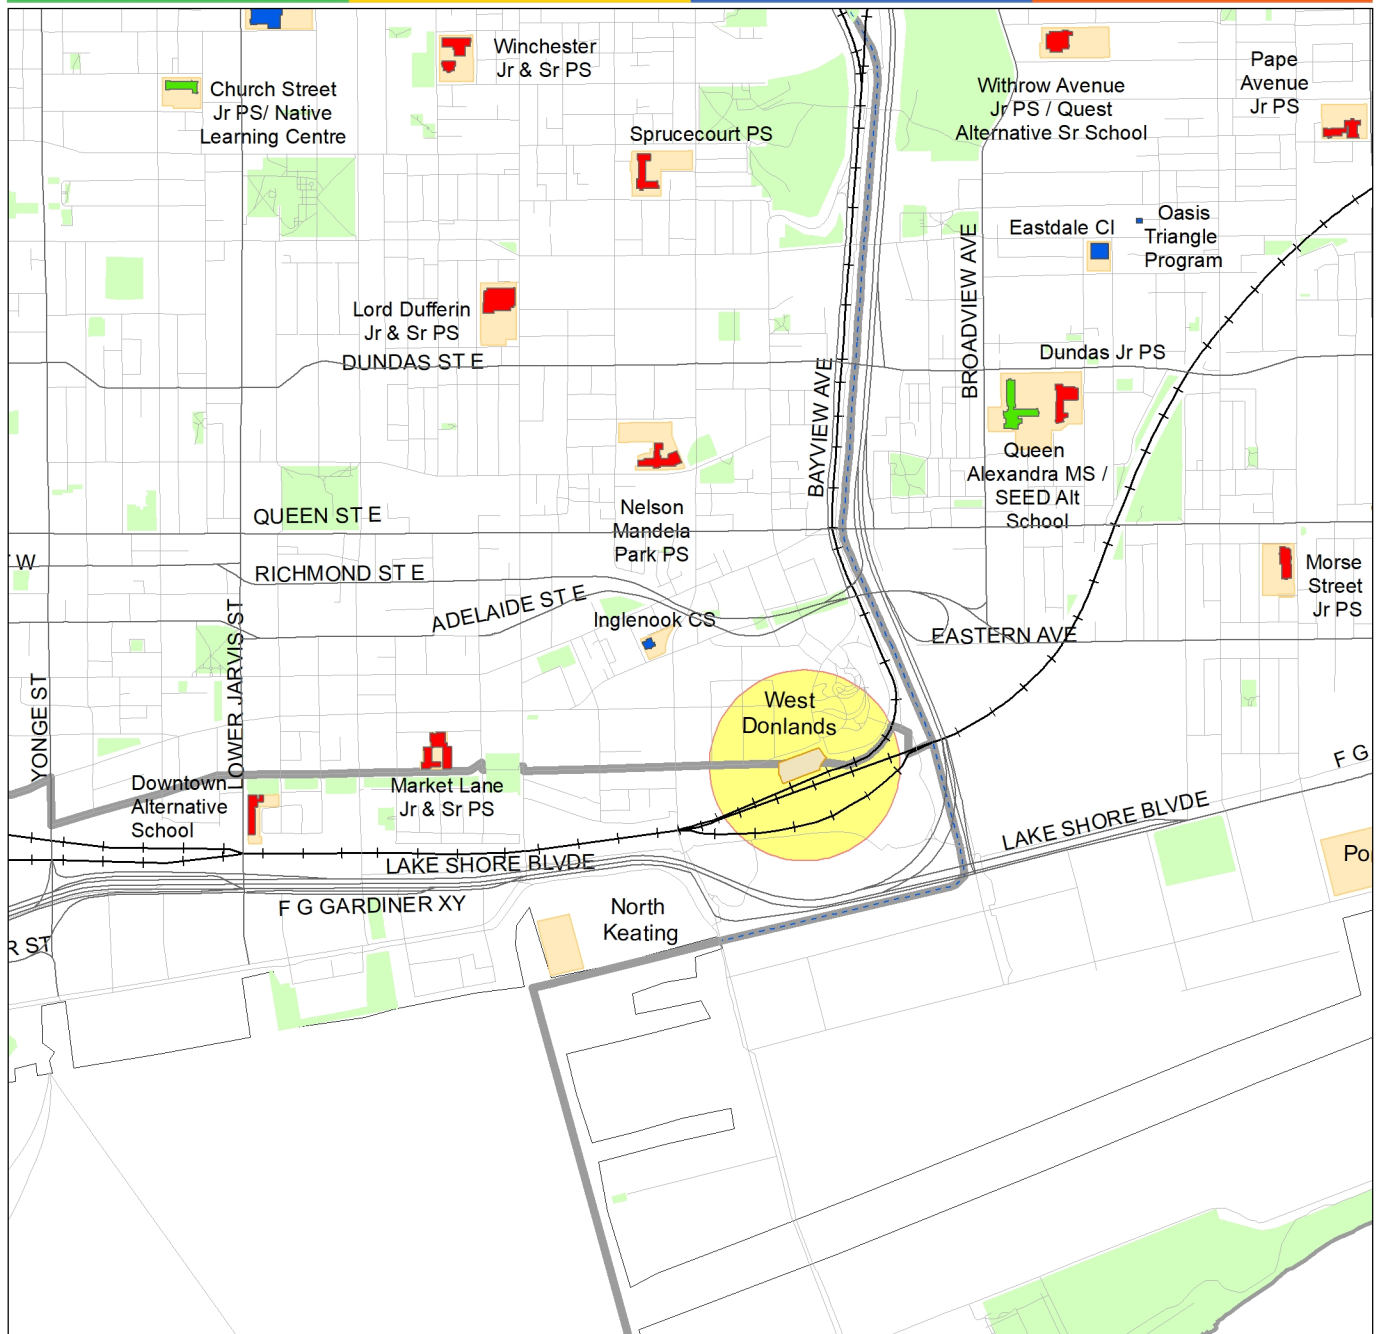 Winchester
Jr & Sr PS
Church Street
Jr PS/ Native
Learning Centre
Sprucecourt PS
Withrow Avenue
Jr PS / Quest
Alternative Sr School
Pape
Avenue
Jr PS
Eastdale CI
Oasis
Triangle
Program
BROADVIEW AVE
Lord Dufferin
Jr & Sr PS
DUNDAS ST E
Dundas Jr PS
BAYVIEW AVE
Queen
Alexandra MS /
SEED Alt
School
QUEEN ST E
Nelson
Mandela
Park PS
W
RICHMOND ST E
ADELAIDE ST E
Inglenook CS
Morse
Street
Jr PS
EASTERN AVE
LOWER JARVIS ST
YONGE ST
West
Donlands
Downtown
Alternative
School
Market Lane
Jr & Sr PS
F G
LAKE SHORE BLVDE
LAKE SHORE BLVDE
Po
F G GARDINER XY
North
Keating
R ST